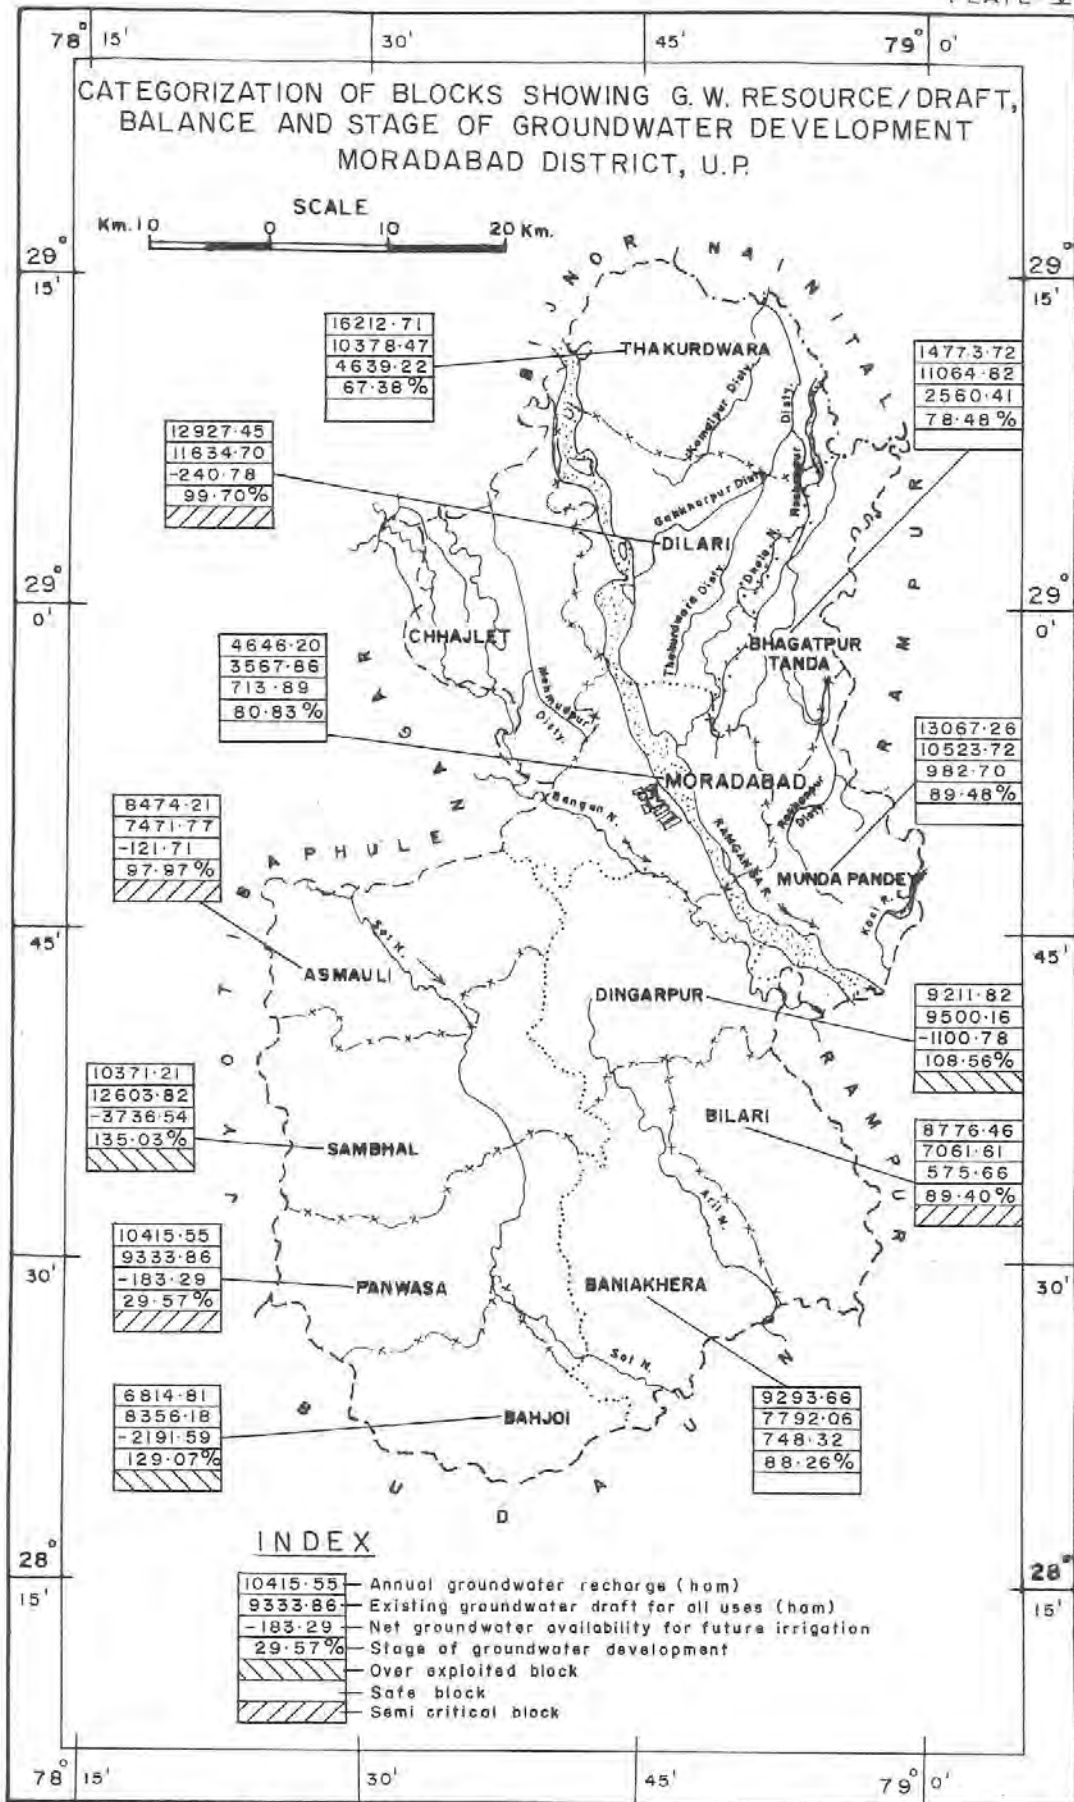 PLATE
78° 15' 30' 45' 79° 0'
CATEGORIZATION OF BLOCKS SHOWING G.W. RESOURCE/DRAFT,
BALANCE AND STAGE OF GROUNDWATER DEVELOPMENT
MORADABAD DISTRICT, U.P.
SCALE
Km. 10 0 10 20 Km.
29° 15'
29° 15'
BIJNOR
NAINITAL
16212.71
10378.47
4639.22
67.38%
THAKURDWARA
14773.72
11064.82
2560.41
78.48%
Kamalpur Disty.
Disty.
12927.45
11634.70
-240.78
99.70%
Gakkharpur Disty.
DILARI
Dhela N.
Thakurdwara Disty.
RAMPUR
29° 0'
29° 0'
CHHAJLET
BHAGATPUR
TANDA
4646.20
3567.86
713.89
80.83%
Mehmudpur
Disty.
13067.26
10523.72
982.70
89.48%
MORADABAD
RAMPUR
Disty.
8474.21
7471.77
-121.71
97.97%
Bangan N.
RAMGANGA R.
MUNDA PANDEY
Kosi R.
JYOTIBA PHULE NAGAR
45'
45'
Sot N.
ASMAULI
DINGARPUR
9211.82
9500.16
-1100.78
108.56%
10371.21
12603.82
-3736.54
135.03%
SAMBHAL
BILARI
RAMPUR
8776.46
7061.61
575.66
89.40%
Aril N.
10415.55
9333.86
-183.29
29.57%
30'
30'
PANWASA
BANIAKHERA
Sot N.
6814.81
8356.18
-2191.59
129.07%
BAHJOI
9293.66
7792.06
748.32
88.26%
BUDAUN
INDEX
10415.55 Annual groundwater recharge (ham)
9333.86 Existing groundwater draft for all uses (ham)
-183.29 Net groundwater availability for future irrigation
29.57% Stage of groundwater development
Over exploited block
Safe block
Semi critical block
28° 15'
28° 15'
78° 15' 30' 45' 79° 0'